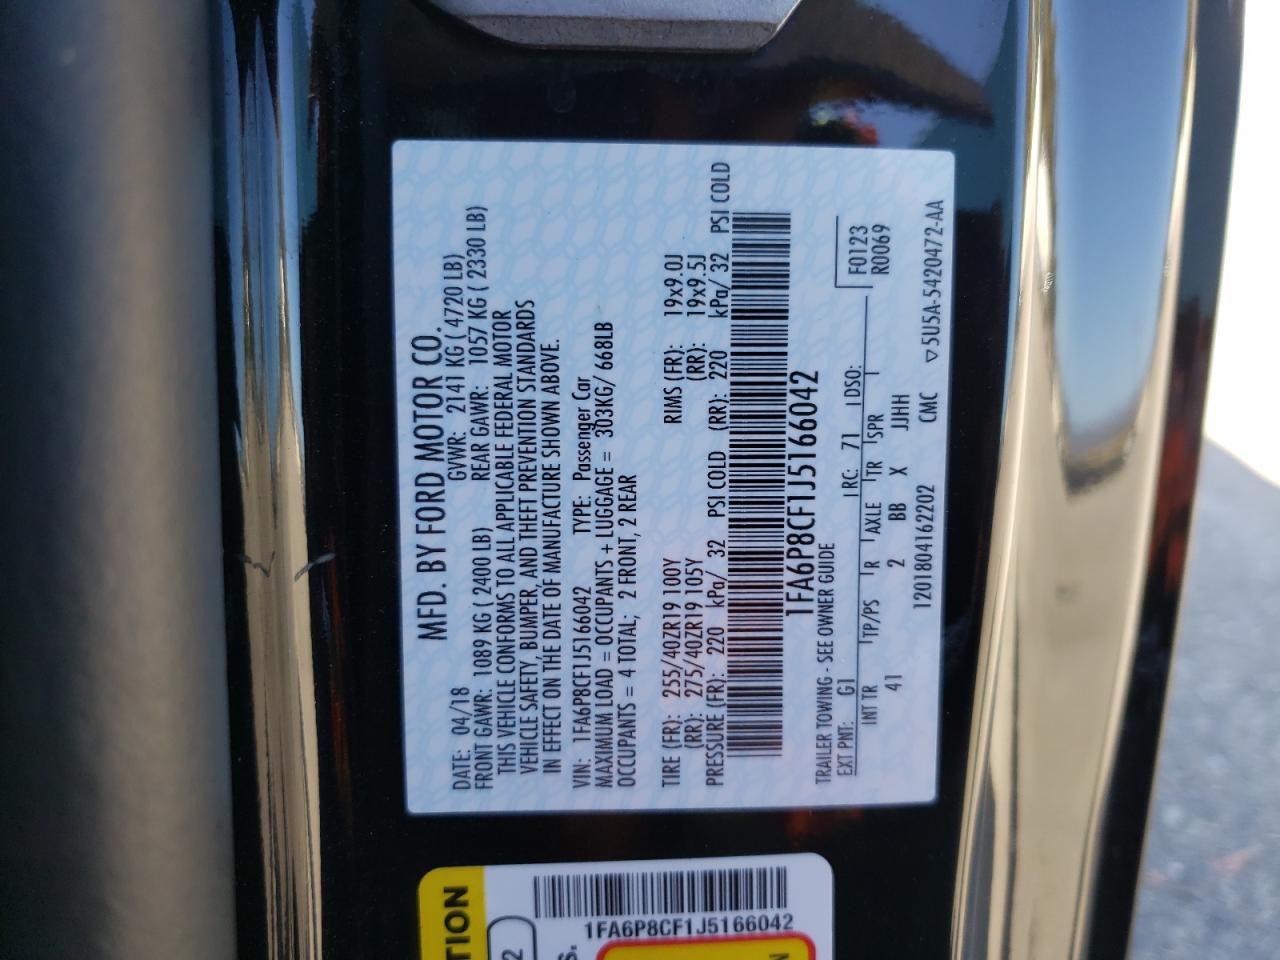 MFD. BY FORD MOTOR CO.
DATE: 04/18 GVWR: 2141 KG ( 4720 LB)
FRONT GAWR: 1089 KG ( 2400 LB) REAR GAWR: 1057 KG ( 2330 LB)
THIS VEHICLE CONFORMS TO ALL APPLICABLE FEDERAL MOTOR
VEHICLE SAFETY, BUMPER, AND THEFT PREVENTION STANDARDS
IN EFFECT ON THE DATE OF MANUFACTURE SHOWN ABOVE.
VIN: 1FA6P8CF1J5166042 TYPE: Passenger Car
MAXIMUM LOAD = OCCUPANTS + LUGGAGE = 303KG/ 668LB
OCCUPANTS = 4 TOTAL; 2 FRONT, 2 REAR
TIRE (FR): 255/40ZR19 100Y RIMS (FR): 19x9.0J
(RR): 275/40ZR19 105Y (RR): 19x9.5J
PRESSURE (FR): 220 kPa/ 32 PSI COLD (RR): 220 kPa/ 32 PSI COLD
1FA6P8CF1J5166042
TRAILER TOWING - SEE OWNER GUIDE
F0123
EXT PNT: G1 RC: 71 DSO: R0069
INT TR TP/PS R AXLE TR SPR
41 2 BB X JJHH
1201804162202 CMC ▽5U5A-5420472-AA
TION
2
S.
1FA6P8CF1J5166042
N